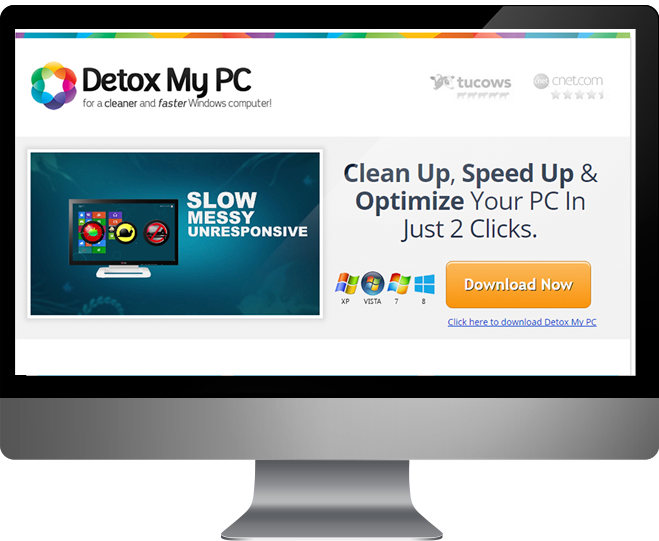 Detox My PC
for a cleaner and faster Windows computer!
tucows
cnet
cnet.com
SLOW
MESSY
UNRESPONSIVE
Clean Up, Speed Up &
Optimize Your PC In
Just 2 Clicks.
XP VISTA 7 8
Download Now
Click here to download Detox My PC